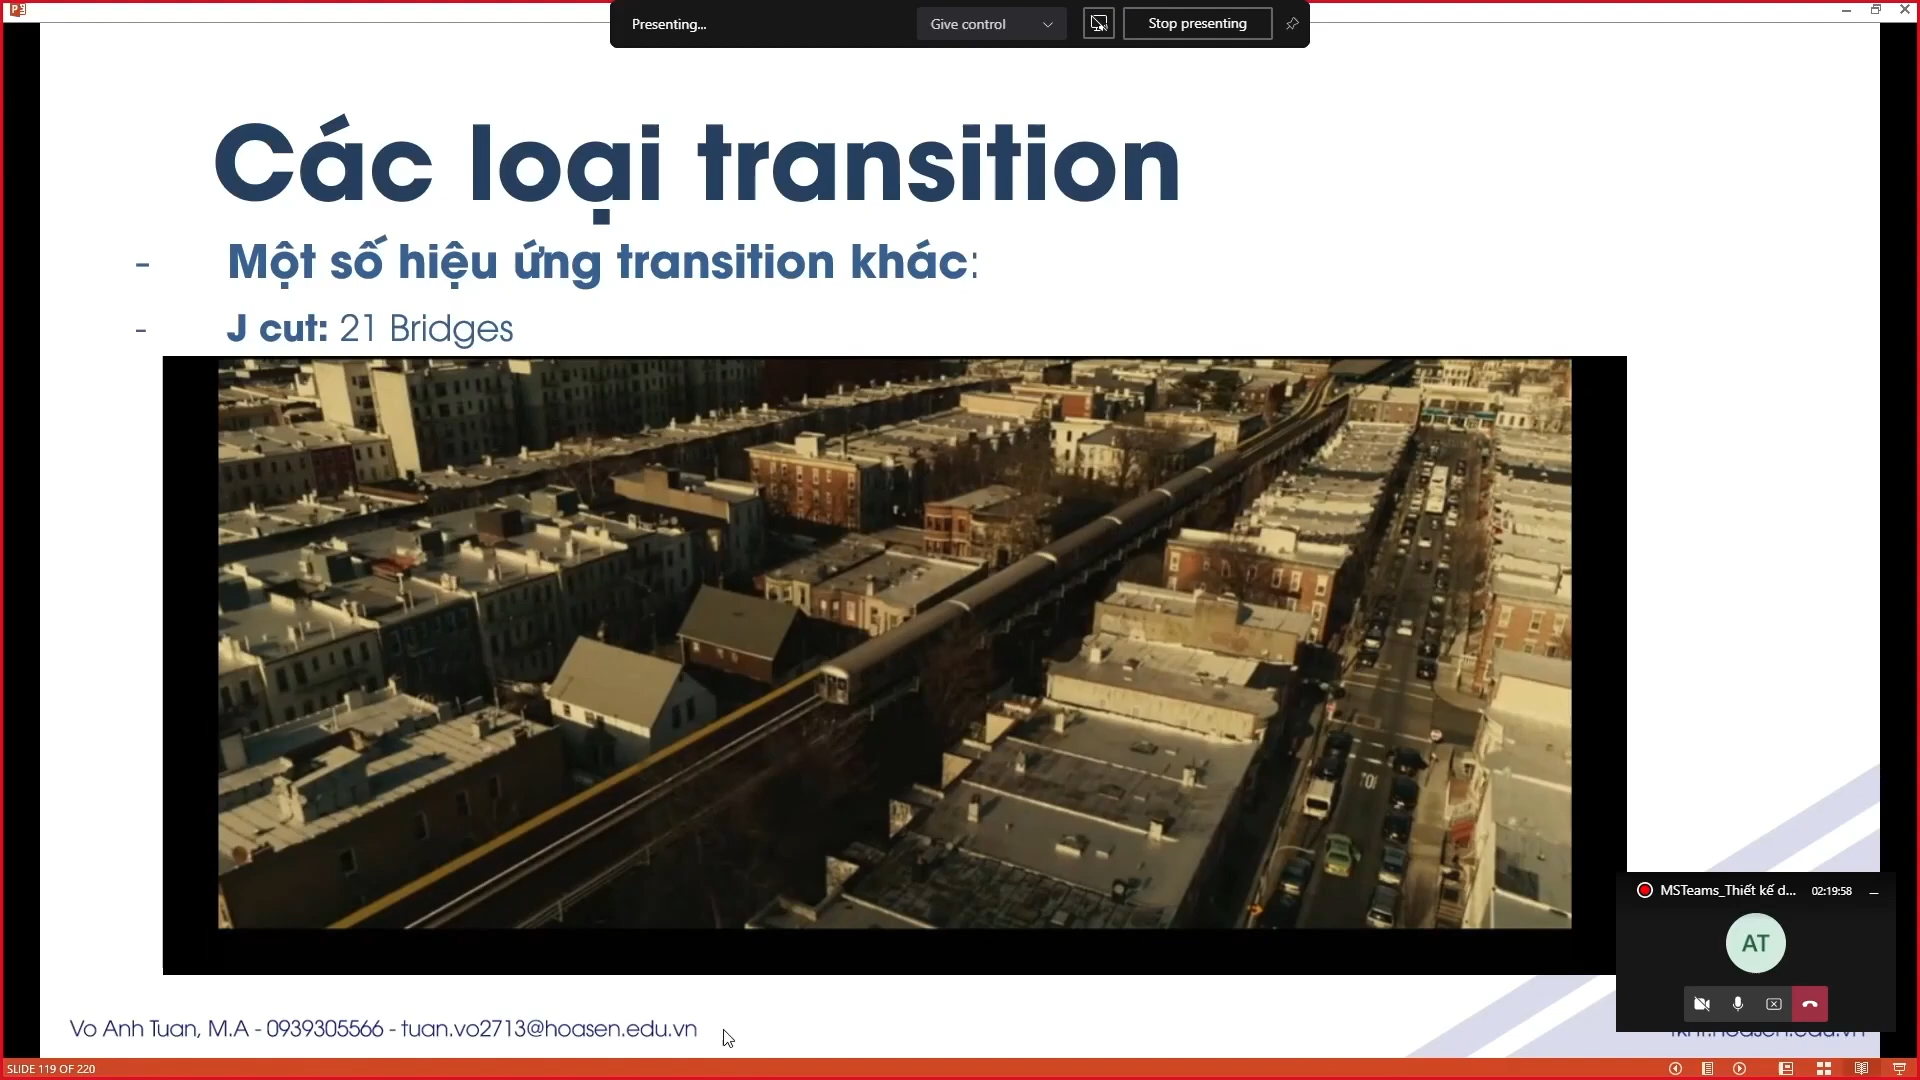 Presenting...
Give control
Stop presenting
Các loại transition
- Một số hiệu ứng transition khác:
- J cut: 21 Bridges
MSTeams_Thiết kế d... 02:19:58
AT
Vo Anh Tuan, M.A - 0939305566 - tuan.vo2713@hoasen.edu.vn
SLIDE 119 OF 220